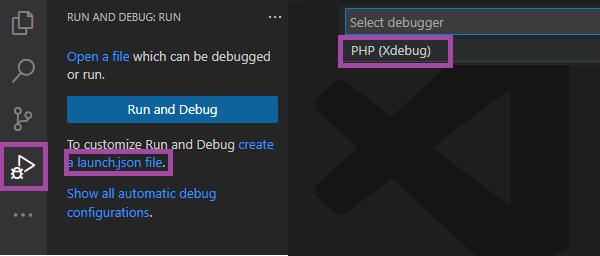 RUN AND DEBUG: RUN
Open a file which can be debugged
or run.
Run and Debug
To customize Run and Debug create
a launch.json file.
Show all automatic debug
configurations.
Select debugger
PHP (Xdebug)